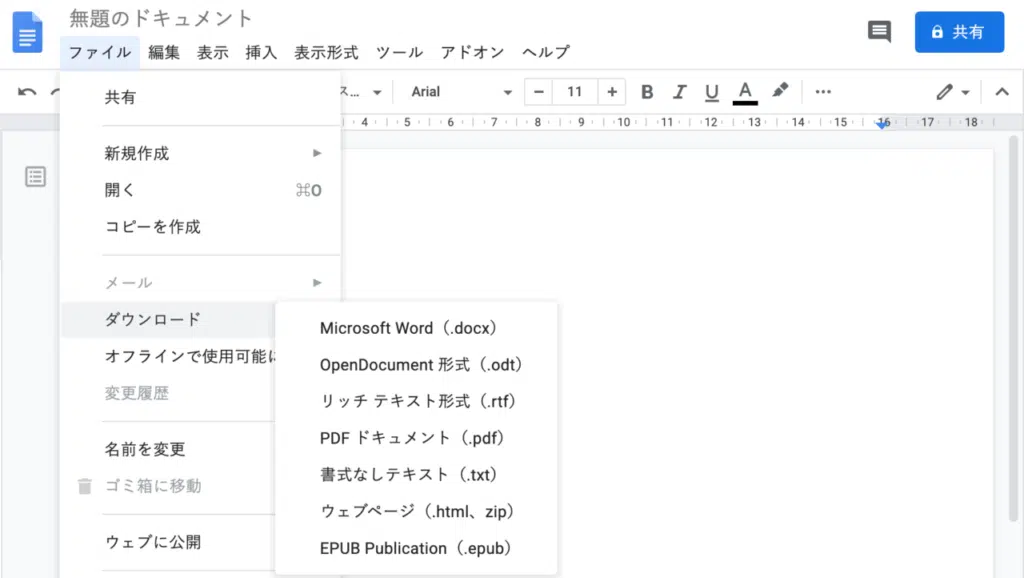 無題のドキュメント
ファイル 編集 表示 挿入 表示形式 ツール アドオン ヘルプ
共有
ス... Arial 11 B I U A
4 5 6 7 8 9 10 11 12 13 14 15 16 17 18
共有
新規作成
開く ⌘O
コピーを作成
メール
ダウンロード
Microsoft Word（.docx）
OpenDocument 形式（.odt）
リッチ テキスト形式（.rtf）
PDF ドキュメント（.pdf）
書式なしテキスト（.txt）
ウェブページ（.html、zip）
EPUB Publication（.epub）
オフラインで使用可能に
変更履歴
名前を変更
ゴミ箱に移動
ウェブに公開